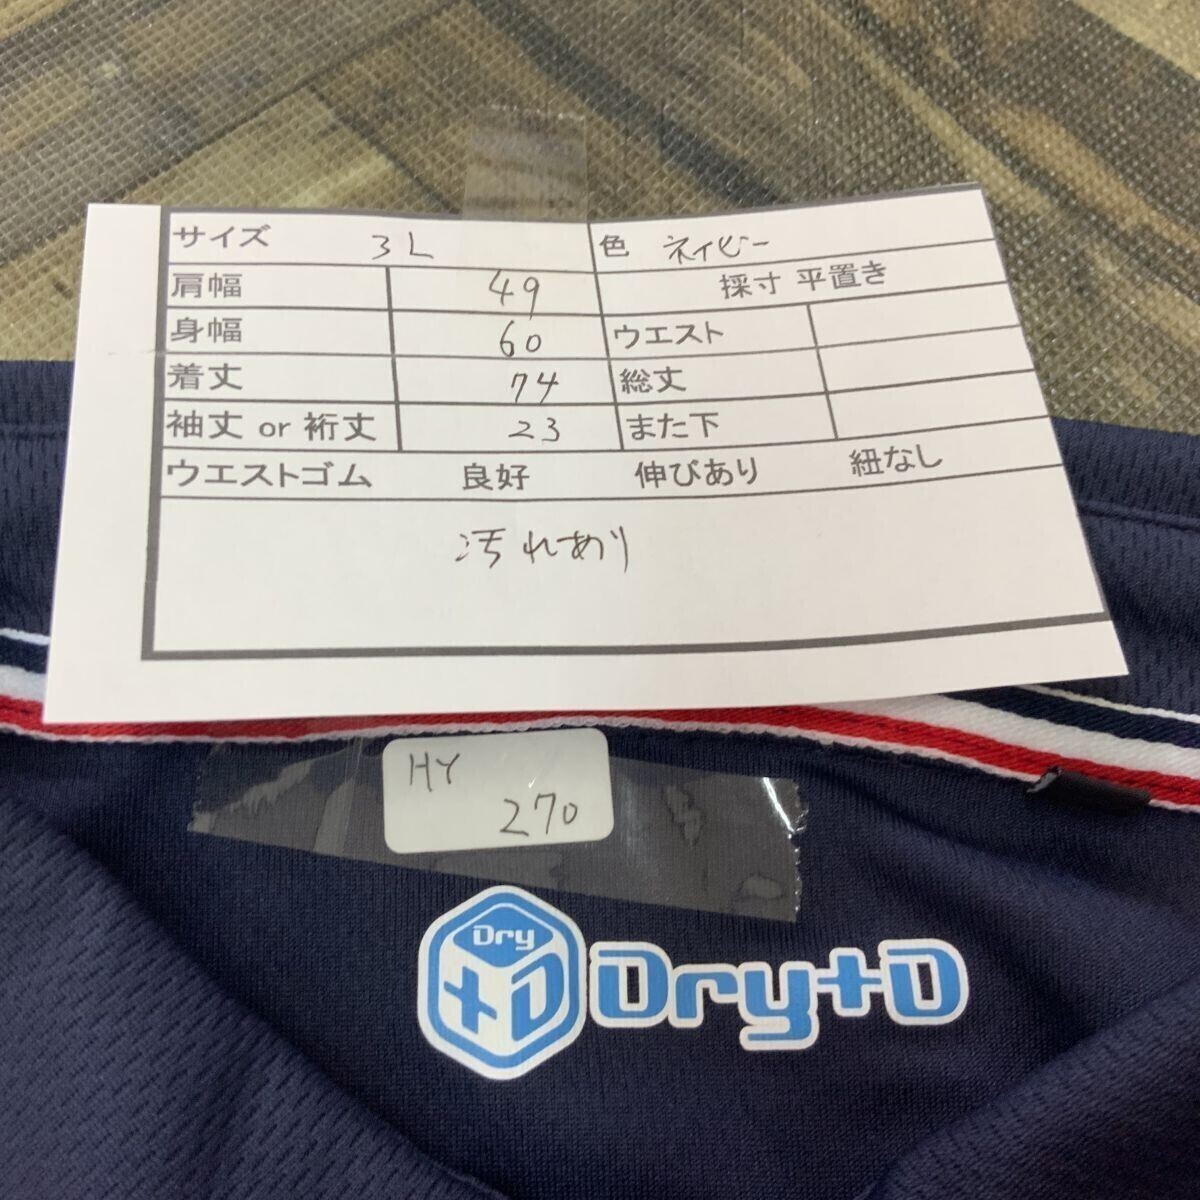 サイズ 3L 色 ネイビー
肩幅 49 採寸 平置き
身幅 60 ウエスト
着丈 74 総丈
袖丈 or 裄丈 23 また下
ウエストゴム 良好 伸びあり 紐なし
汚れあり
HY
270
Dry
+D
Dry+D